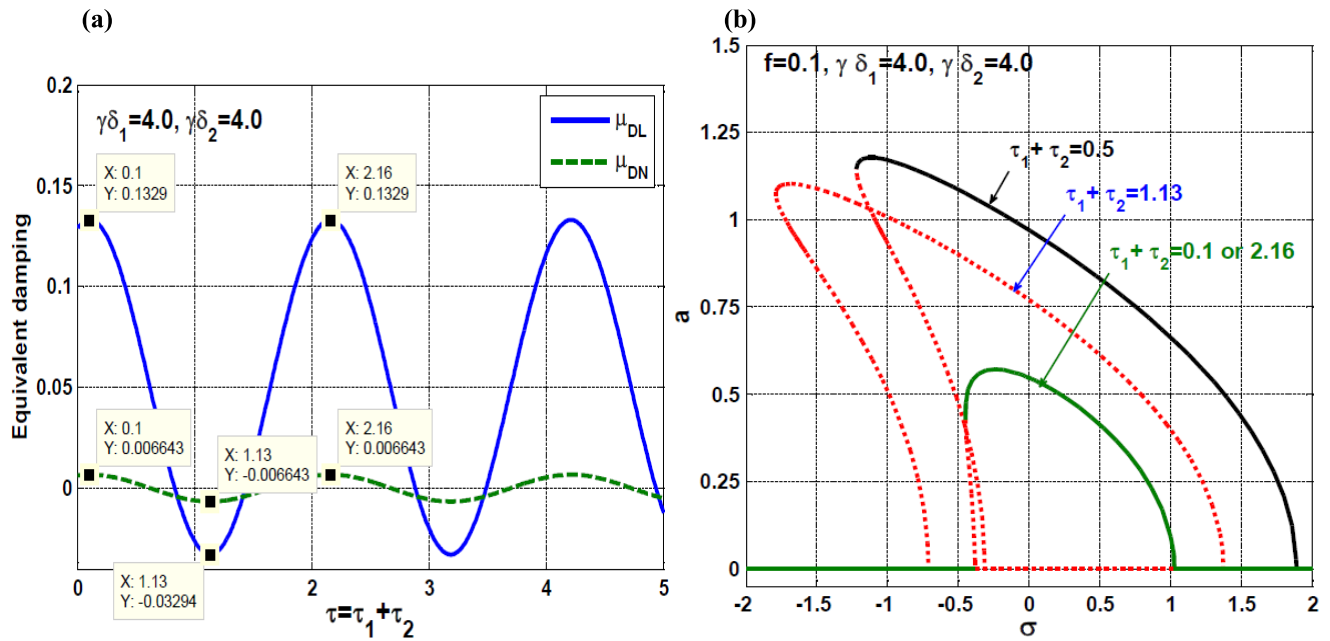 (a)
0.2
0.15
0.1
0.05
0
Equivalent damping
γδ₁=4.0, γδ₂=4.0
μ_DL
μ_DN
X: 0.1
Y: 0.1329
X: 2.16
Y: 0.1329
X: 0.1
Y: 0.006643
X: 1.13
Y: -0.006643
X: 2.16
Y: 0.006643
X: 1.13
Y: -0.03294
0 1 2 3 4 5
τ=τ₁+τ₂
(b)
1.5
1.25
1
0.75
0.5
0.25
0
a
f=0.1, γ δ₁=4.0, γ δ₂=4.0
τ₁+ τ₂=0.5
τ₁+ τ₂=1.13
τ₁+ τ₂=0.1 or 2.16
-2 -1.5 -1 -0.5 0 0.5 1 1.5 2
σ